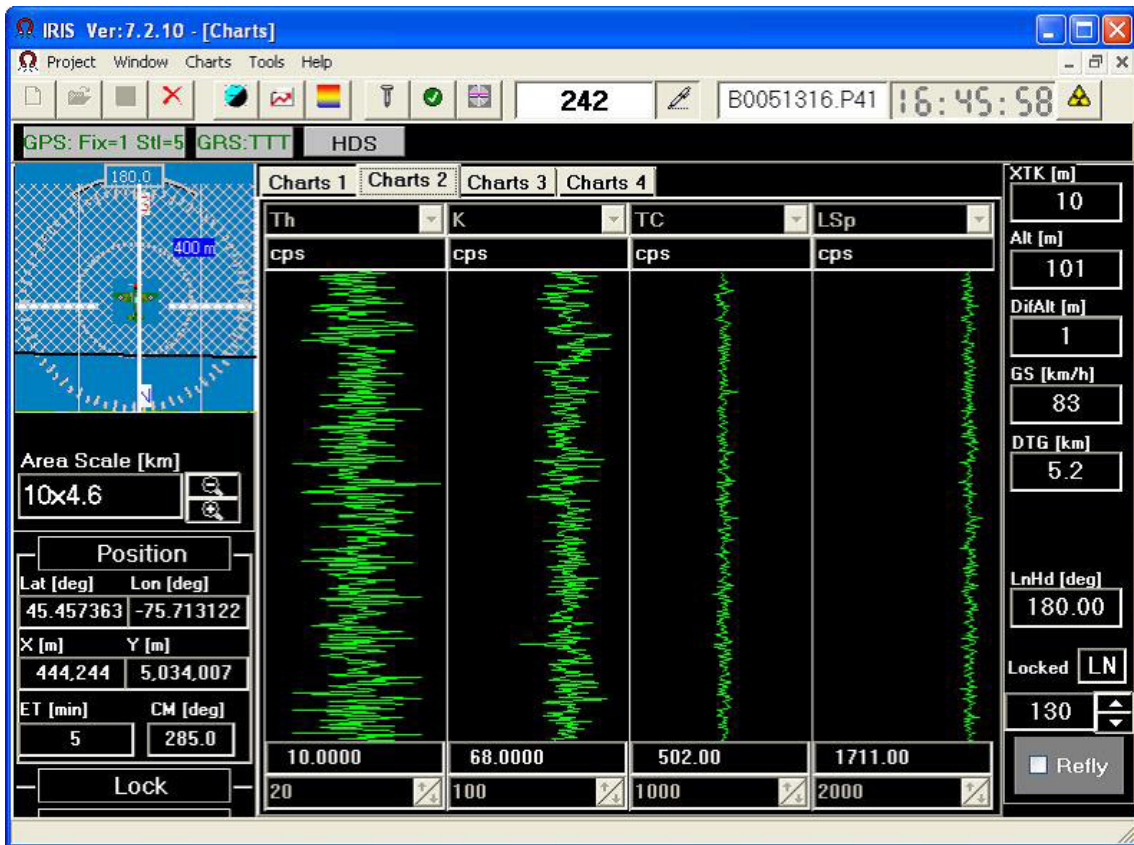 IRIS Ver:7.2.10 - [Charts]
Project Window Charts Tools Help
242 B0051316.P41 16:45:58
GPS: Fix=1 Stl=5 GRS:TTT HDS
180.0
400 m
Area Scale [km]
10x4.6
Position
Lat [deg] Lon [deg]
45.457363 -75.713122
X [m] Y [m]
444,244 5,034,007
ET [min] CM [deg]
5 285.0
Lock
Charts 1 Charts 2 Charts 3 Charts 4
Th K TC LSp
cps cps cps cps
10.0000 68.0000 502.00 1711.00
20 100 1000 2000
XTK [m]
10
Alt [m]
101
DifAlt [m]
1
GS [km/h]
83
DTG [km]
5.2
LnHd [deg]
180.00
Locked LN
130
Refly